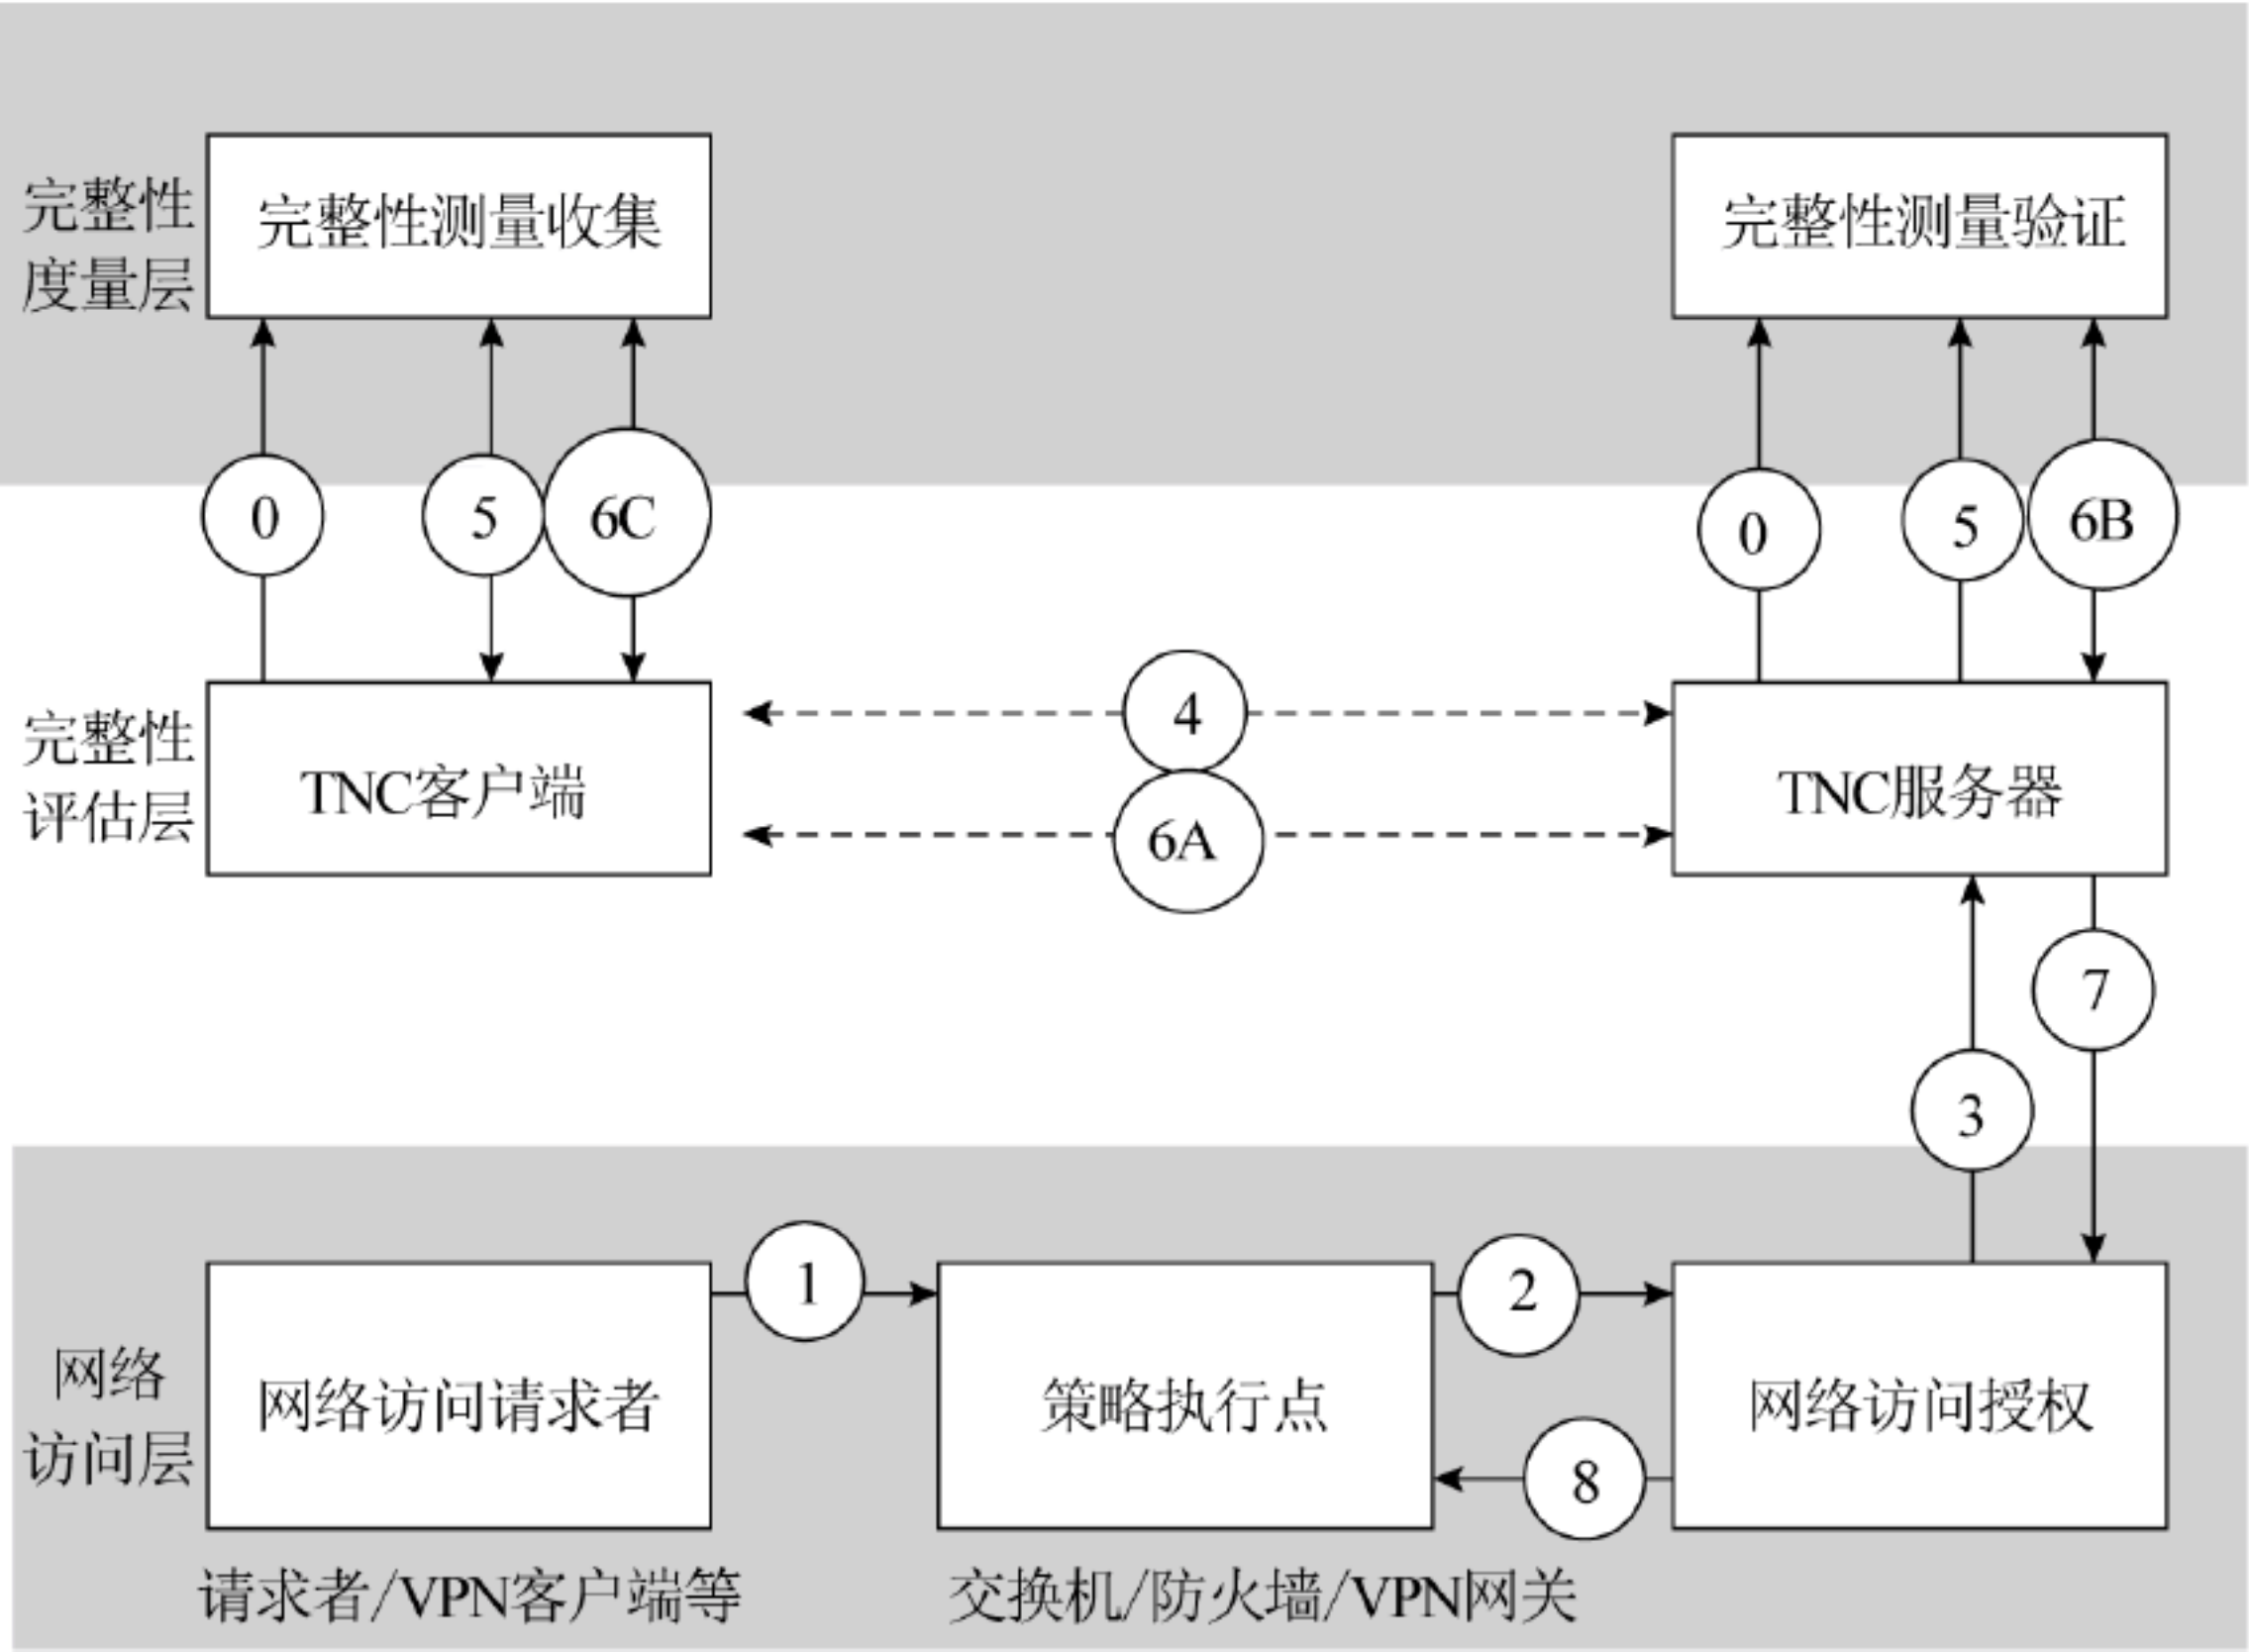 完整性
度量层
完整性测量收集
完整性测量验证
0
5
6C
0
5
6B
完整性
评估层
TNC客户端
4
6A
TNC服务器
7
3
网络
访问层
网络访问请求者
1
策略执行点
2
8
网络访问授权
请求者/VPN客户端等
交换机/防火墙/VPN网关